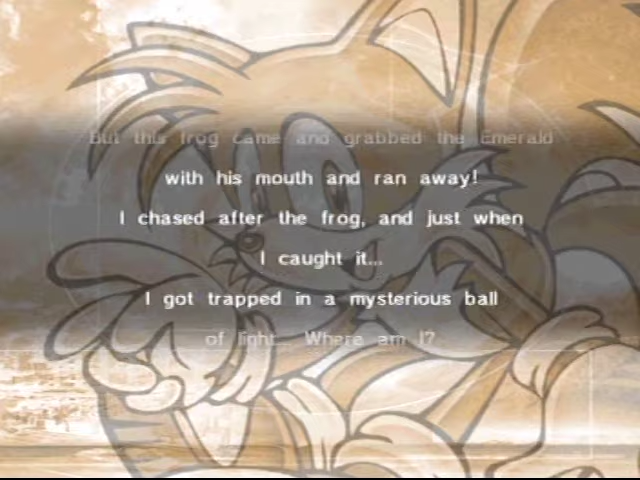 But this frog came and grabbed the Emerald
with his mouth and ran away!
I chased after the frog, and just when
I caught it...
I got trapped in a mysterious ball
of light... Where am I?